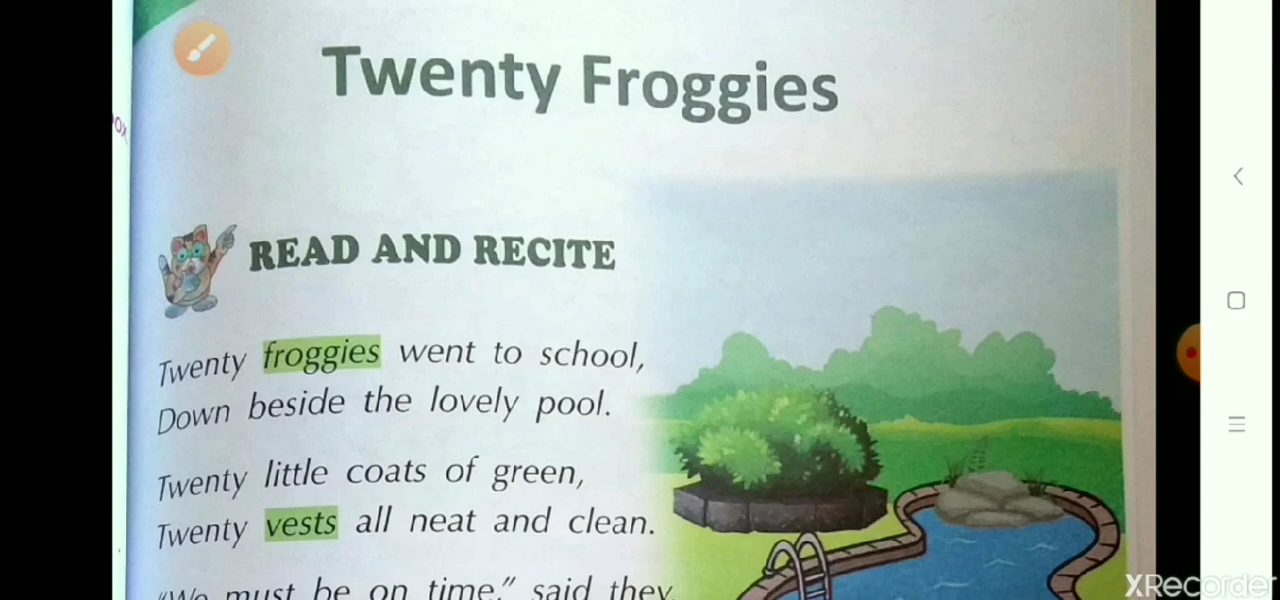 Twenty Froggies
READ AND RECITE
Twenty froggies went to school,
Down beside the lovely pool.
Twenty little coats of green,
Twenty vests all neat and clean.
"We must be on time," said they,
XRecorder